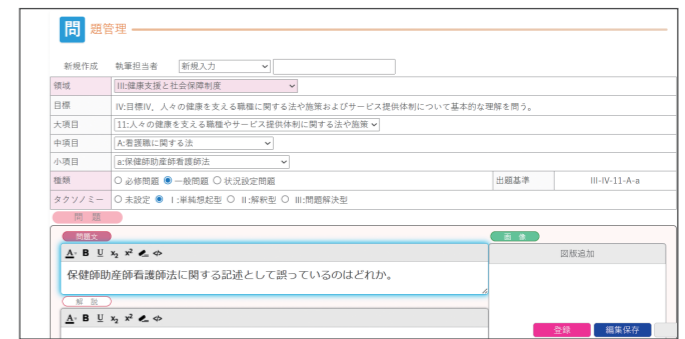 問 題管理
新規作成 執筆担当者 新規入力
領域 III:健康支援と社会保障制度
目標 IV:目標IV，人々の健康を支える職種に関する法や施策およびサービス提供体制について基本的な理解を問う。
大項目 11:人々の健康を支える職種やサービス提供体制に関する法や施策
中項目 A:看護職に関する法
小項目 a:保健師助産師看護師法
種類 必修問題 一般問題 状況設定問題 出題基準 III-IV-11-A-a
タクソノミー 未設定 I:単純想起型 II:解釈型 III:問題解決型
問 題
問題文 画 像
A B U x2 x2 図版追加
保健師助産師看護師法に関する記述として誤っているのはどれか。
解 説
A B U x2 x2
登録 編集保存